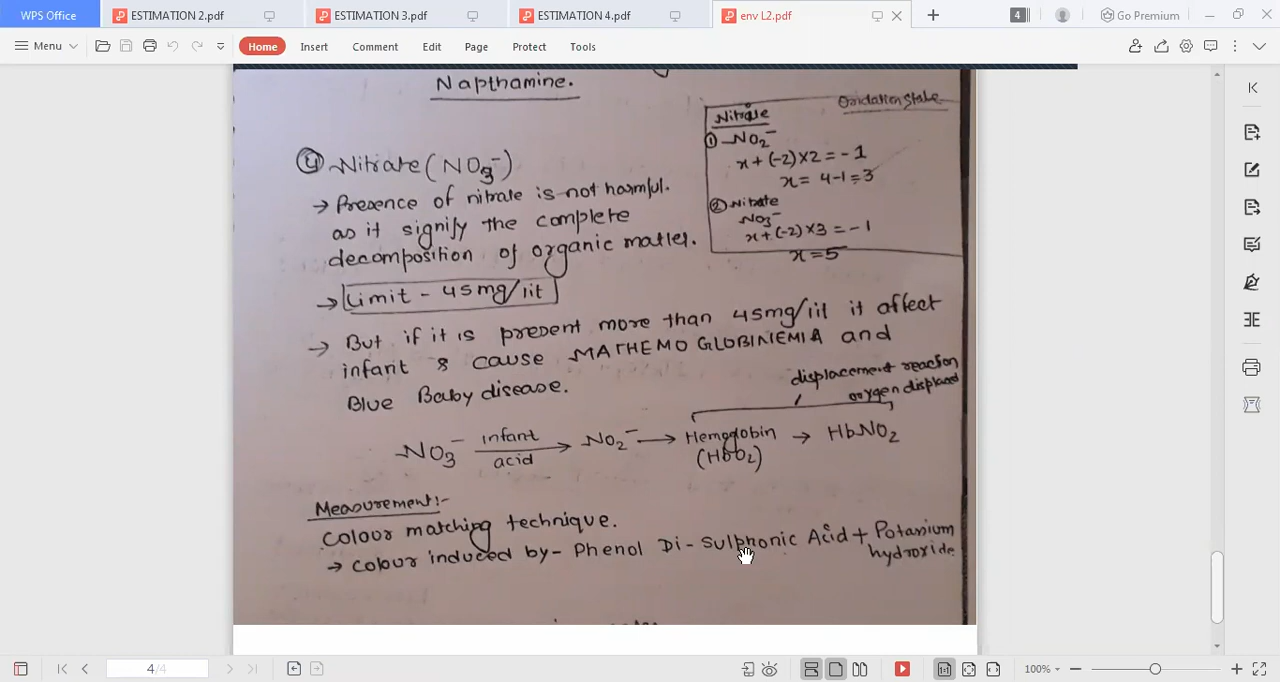 WPS Office
ESTIMATION 2.pdf
ESTIMATION 3.pdf
ESTIMATION 4.pdf
env L2.pdf
4
Go Premium
Menu
Home
Insert
Comment
Edit
Page
Protect
Tools
Napthamine.
④ Nitrate (NO3⁻)
→ Presence of nitrate is not harmful.
as it signify the complete
decomposition of organic matter.
→ Limit - 45mg/lit
→ But if it is present more than 45mg/lit it affect
infant & cause MATHEMOGLOBINEMIA and
Blue Baby disease.
Oxidation State
Nitrate
① NO2⁻
x + (-2)×2 = -1
x = 4-1 = 3
② Nitrate
NO3⁻
x + (-2)×3 = -1
x = 5
displacement reaction
oxygen displaced
NO3⁻ infant acid → NO2⁻ → Hemoglobin (HbO2) → HbNO2
Measurement:-
Colour matching technique.
→ Colour induced by - Phenol Di - Sulphonic Acid + Potassium
hydroxide
4/4
100%